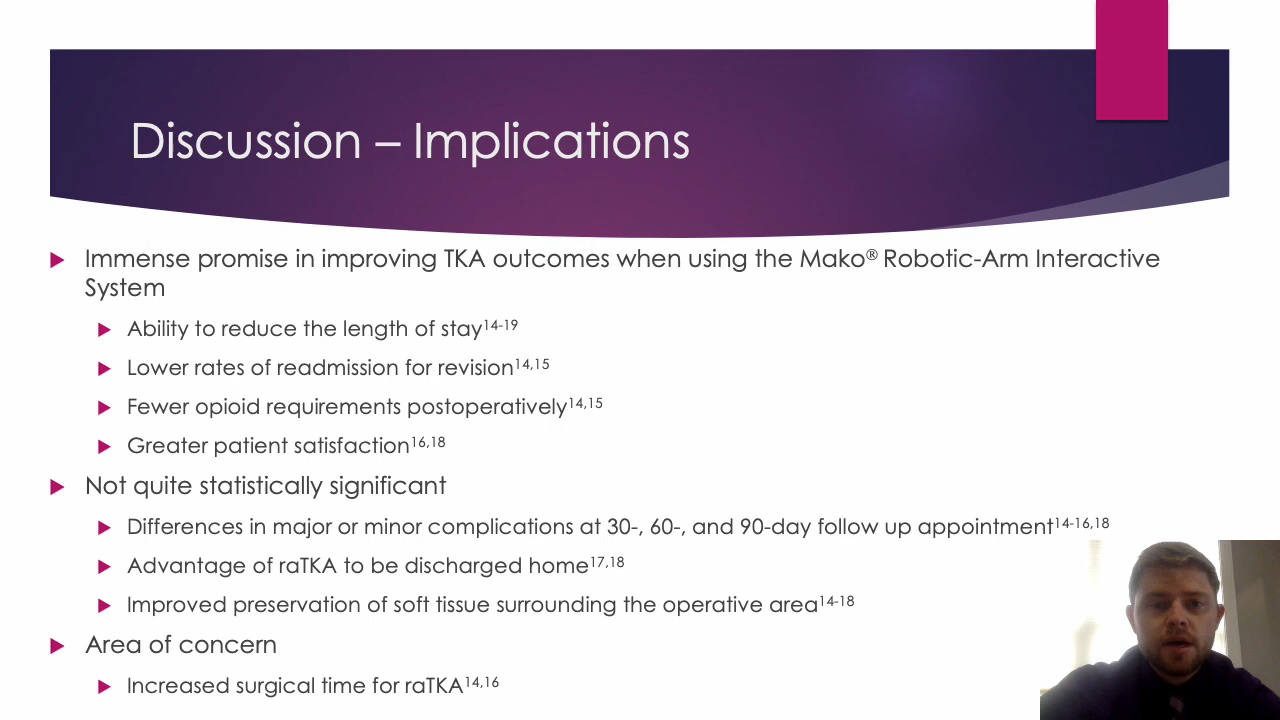 Discussion – Implications
Immense promise in improving TKA outcomes when using the Mako® Robotic-Arm Interactive
System
Ability to reduce the length of stay14-19
Lower rates of readmission for revision14,15
Fewer opioid requirements postoperatively14,15
Greater patient satisfaction16,18
Not quite statistically significant
Differences in major or minor complications at 30-, 60-, and 90-day follow up appointment14-16,18
Advantage of raTKA to be discharged home17,18
Improved preservation of soft tissue surrounding the operative area14-18
Area of concern
Increased surgical time for raTKA14,16